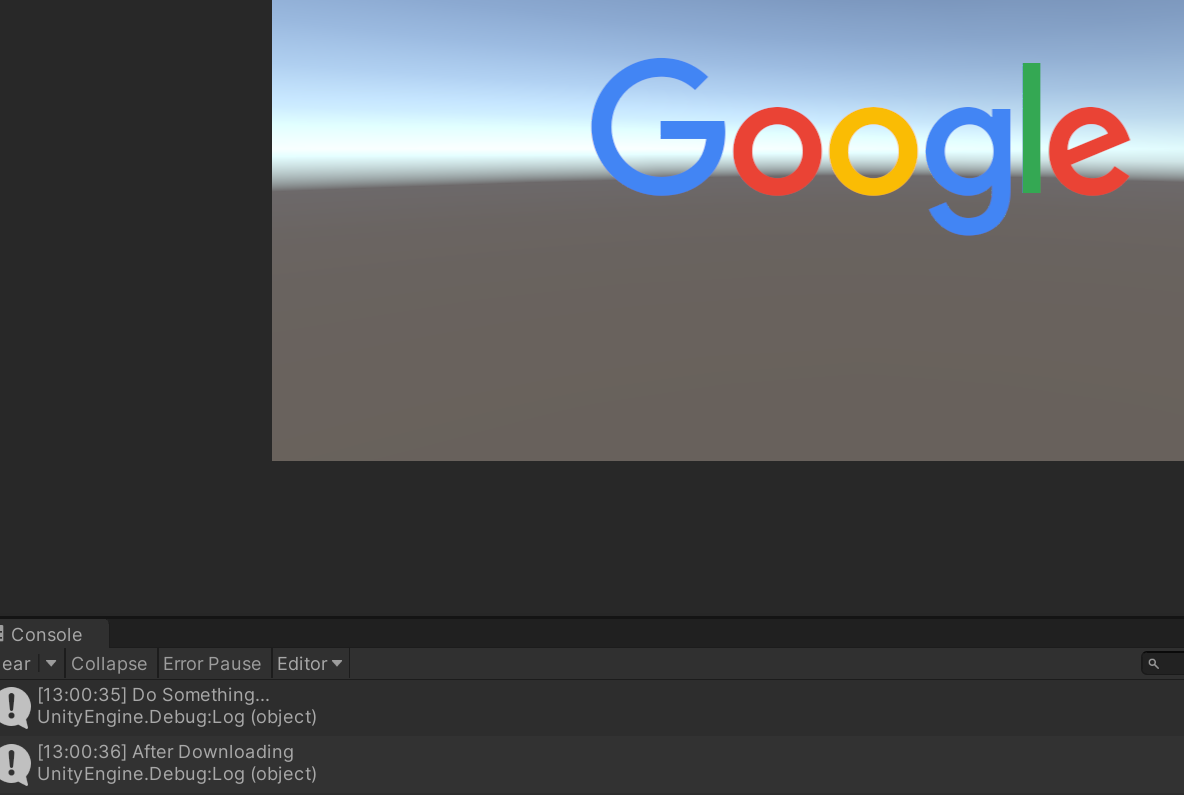 Google
Console
ear
Collapse
Error Pause
Editor
[13:00:35] Do Something...
UnityEngine.Debug:Log (object)
[13:00:36] After Downloading
UnityEngine.Debug:Log (object)